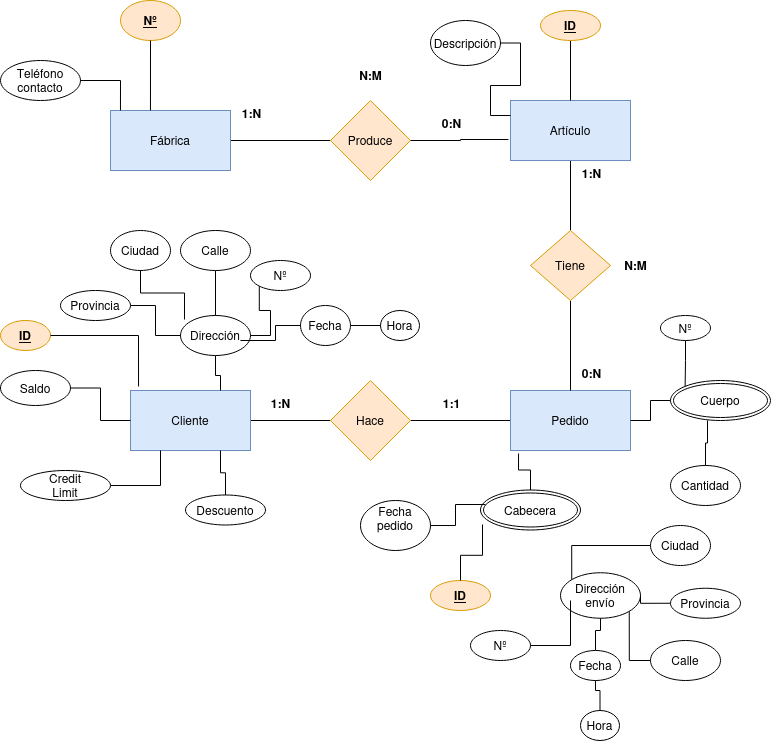 Nº
ID
Descripción
Teléfono
contacto
N:M
1:N
0:N
Fábrica
Produce
Artículo
1:N
Ciudad
Calle
Nº
Tiene
N:M
Provincia
Dirección
Fecha
Hora
ID
Nº
0:N
Saldo
1:N
1:1
Cuerpo
Cliente
Hace
Pedido
Credit
Limit
Cantidad
Descuento
Fecha
pedido
Cabecera
Ciudad
ID
Dirección
envío
Provincia
Nº
Fecha
Calle
Hora